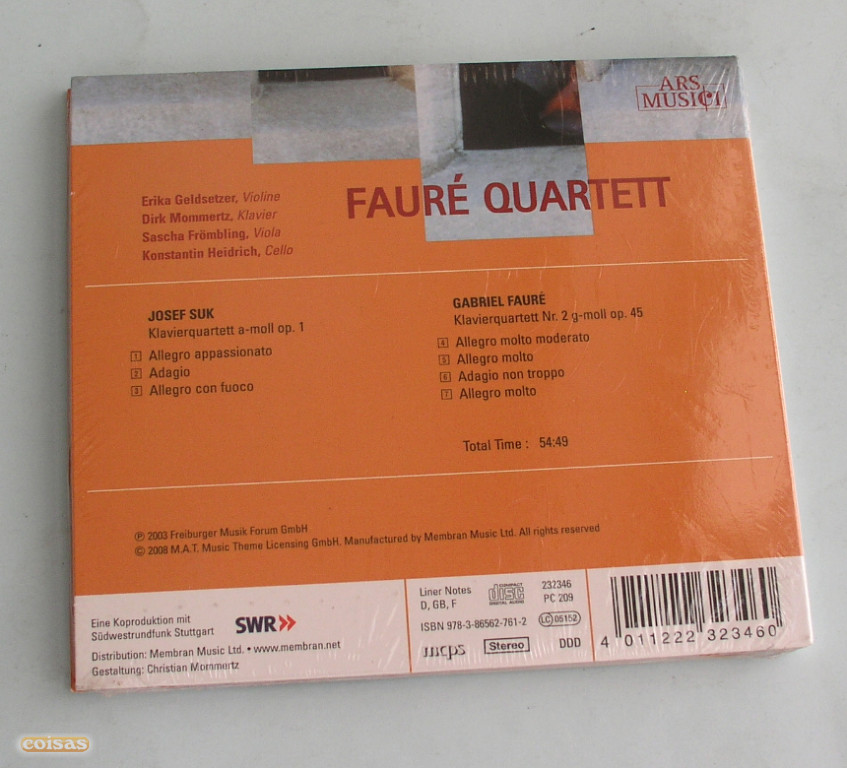 ARS
MUSICI
FAURÉ QUARTETT
Erika Geldsetzer, Violine
Dirk Mommertz, Klavier
Sascha Frömbling, Viola
Konstantin Heidrich, Cello
JOSEF SUK
Klavierquartett a-moll op. 1
1 Allegro appassionato
2 Adagio
3 Allegro con fuoco
GABRIEL FAURÉ
Klavierquartett Nr. 2 g-moll op. 45
4 Allegro molto moderato
5 Allegro molto
6 Adagio non troppo
7 Allegro molto
Total Time : 54:49
℗ 2003 Freiburger Musik Forum GmbH
© 2008 M.A.T. Music Theme Licensing GmbH, Manufactured by Membran Music Ltd. All rights reserved
Eine Koproduktion mit
Südwestrundfunk Stuttgart
SWR
Distribution: Membran Music Ltd. • www.membran.net
Gestaltung: Christian Mommertz
Liner Notes
D, GB, F
COMPACT
disc
DIGITAL AUDIO
232346
PC 209
ISBN 978-3-86562-761-2
LC 05152
mcps
Stereo
DDD
4 011222 323460
coisas